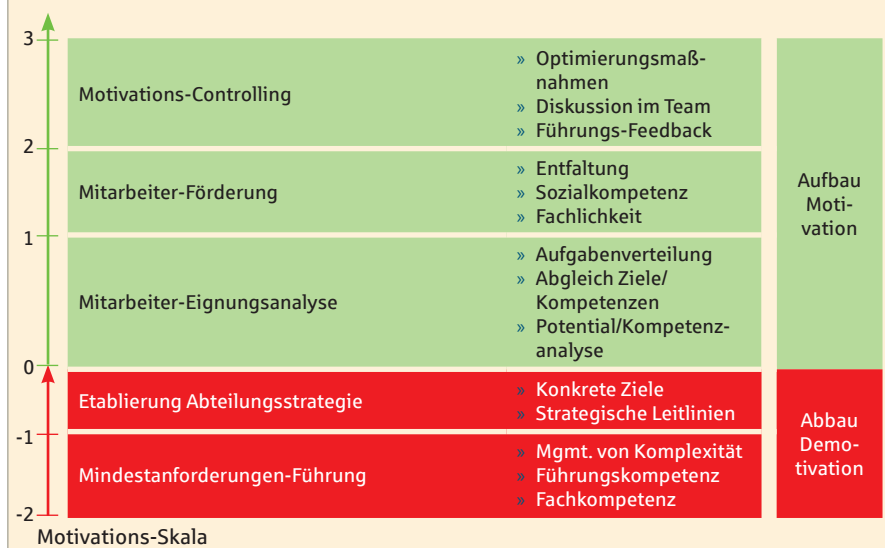 3
Motivations-Controlling
» Optimierungsmaß-
nahmen
» Diskussion im Team
» Führungs-Feedback
2
Mitarbeiter-Förderung
» Entfaltung
» Sozialkompetenz
» Fachlichkeit
1
Mitarbeiter-Eignungsanalyse
» Aufgabenverteilung
» Abgleich Ziele/
Kompetenzen
» Potential/Kompetenz-
analyse
Aufbau
Moti-
vation
0
Etablierung Abteilungsstrategie
» Konkrete Ziele
» Strategische Leitlinien
-1
Mindestanforderungen-Führung
» Mgmt. von Komplexität
» Führungskompetenz
» Fachkompetenz
Abbau
Demo-
tivation
-2
Motivations-Skala